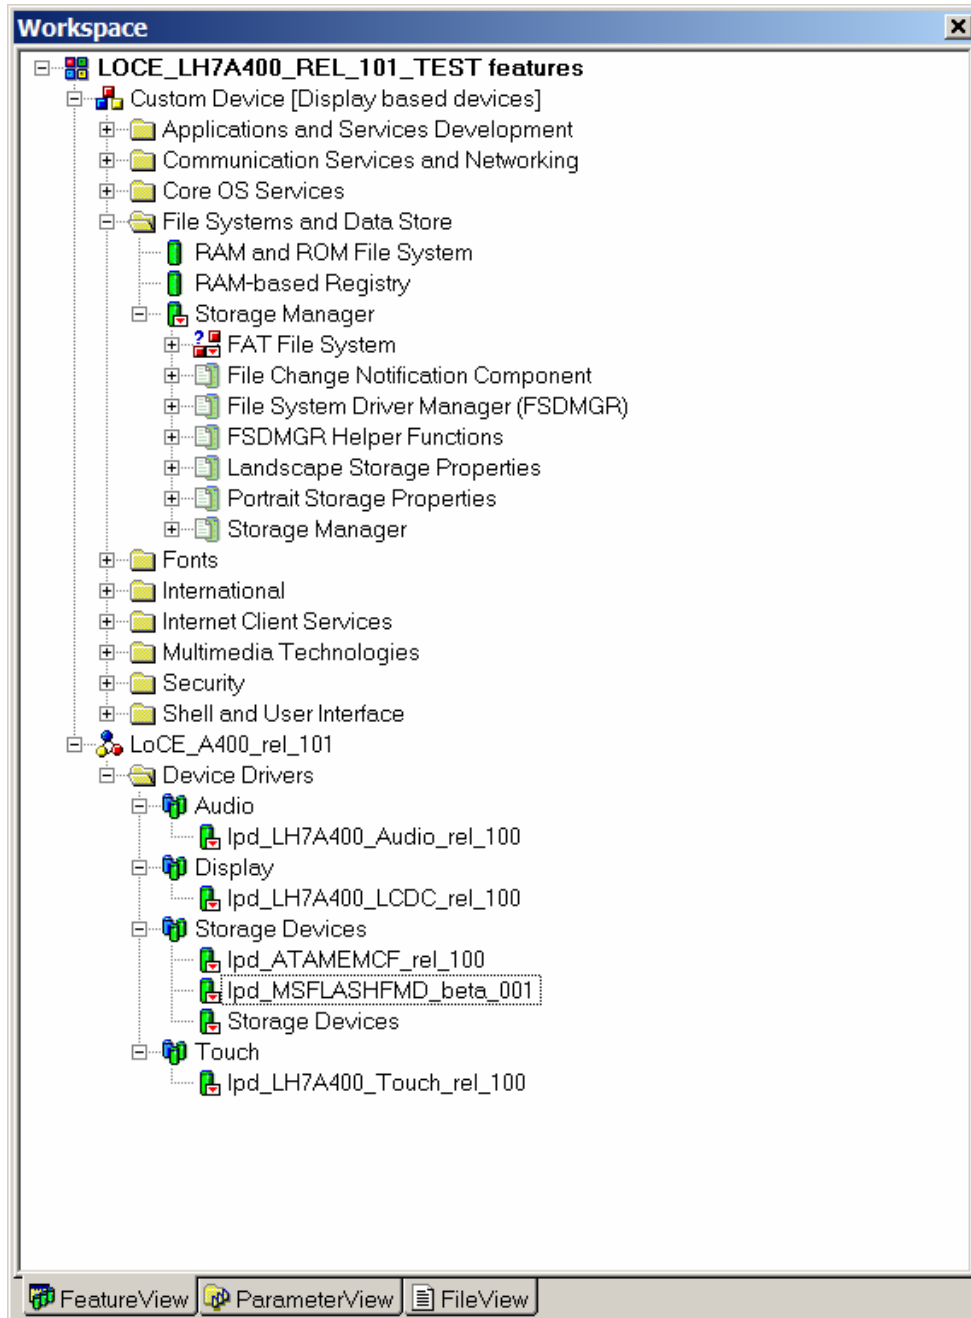 Workspace
LOCE_LH7A400_REL_101_TEST features
Custom Device [Display based devices]
Applications and Services Development
Communication Services and Networking
Core OS Services
File Systems and Data Store
RAM and ROM File System
RAM-based Registry
Storage Manager
FAT File System
File Change Notification Component
File System Driver Manager (FSDMGR)
FSDMGR Helper Functions
Landscape Storage Properties
Portrait Storage Properties
Storage Manager
Fonts
International
Internet Client Services
Multimedia Technologies
Security
Shell and User Interface
LoCE_A400_rel_101
Device Drivers
Audio
lpd_LH7A400_Audio_rel_100
Display
lpd_LH7A400_LCDC_rel_100
Storage Devices
lpd_ATAMEMCF_rel_100
lpd_MSFLASHFMD_beta_001
Storage Devices
Touch
lpd_LH7A400_Touch_rel_100
FeatureView ParameterView FileView